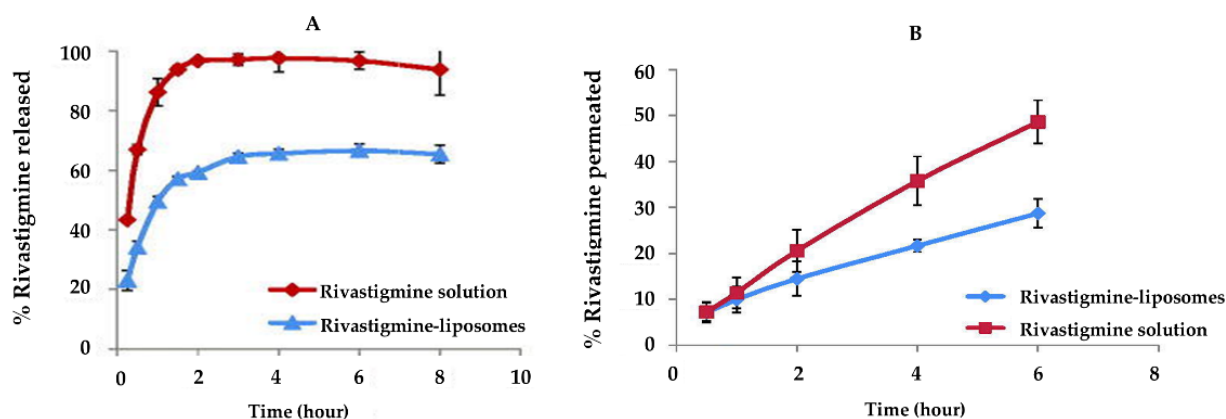 A
% Rivastigmine released
100
80
60
40
20
0
Rivastigmine solution
Rivastigmine-liposomes
0 2 4 6 8 10
Time (hour)
B
% Rivastigmine permeated
60
50
40
30
20
10
0
Rivastigmine-liposomes
Rivastigmine solution
0 2 4 6 8
Time (hour)